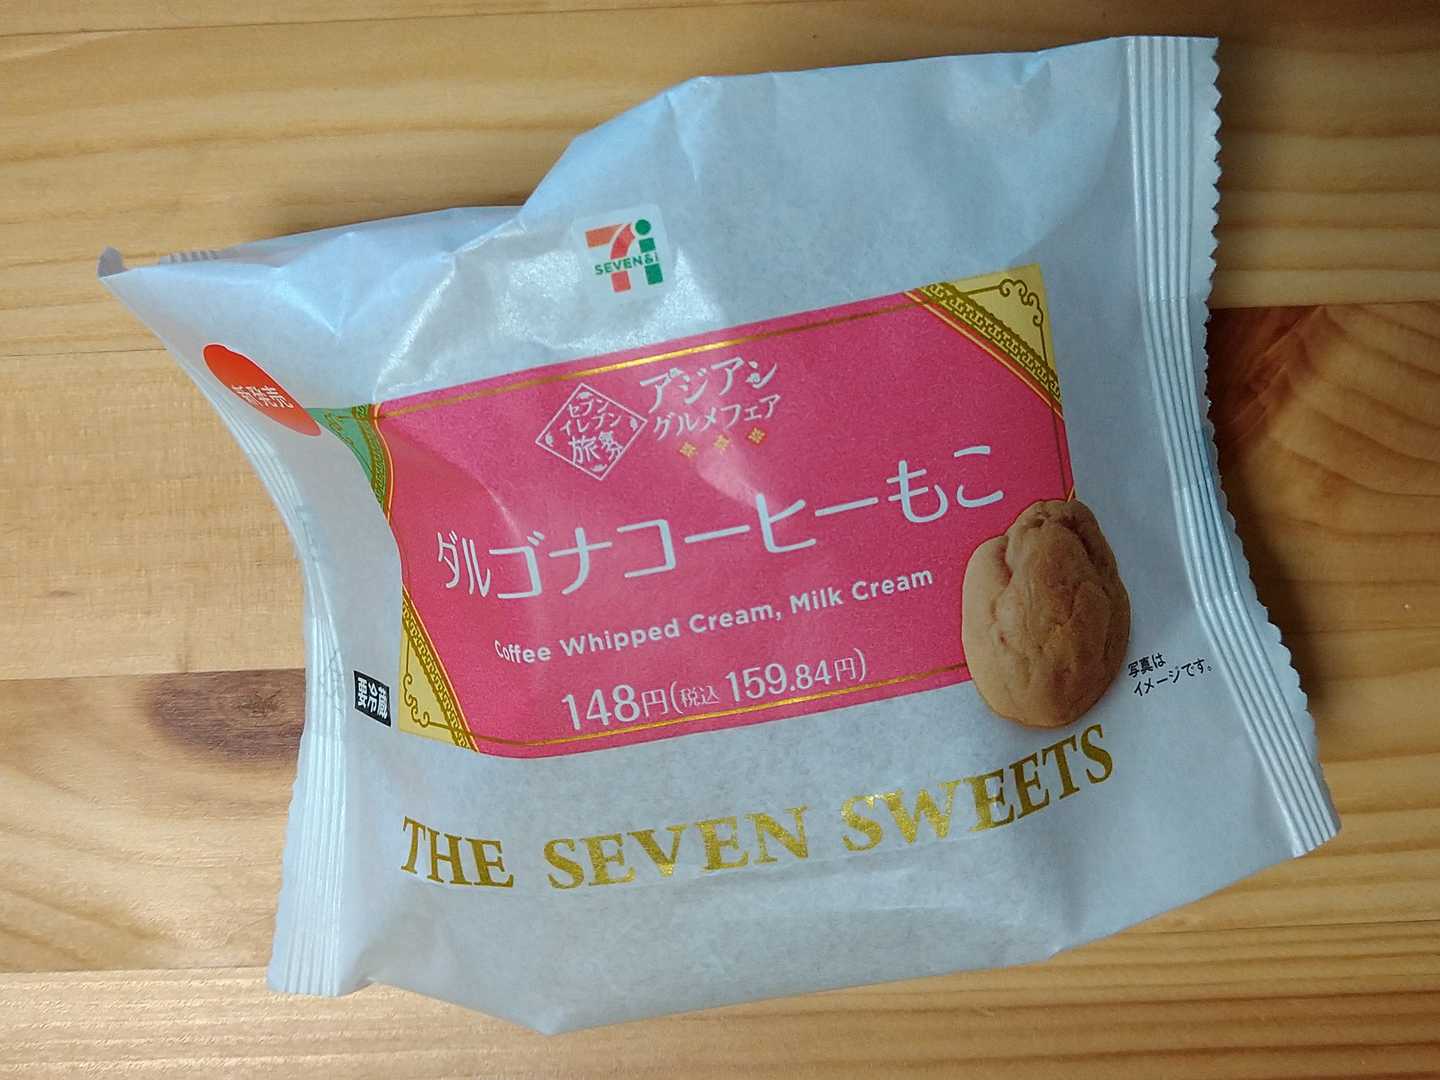 SEVEN&i
新発売
セブン
イレブン
旅気分
アジアン
グルメフェア
ダルゴナコーヒーもこ
Coffee Whipped Cream, Milk Cream
148円(税込 159.84円)
要冷蔵
写真は
イメージです。
THE SEVEN SWEETS